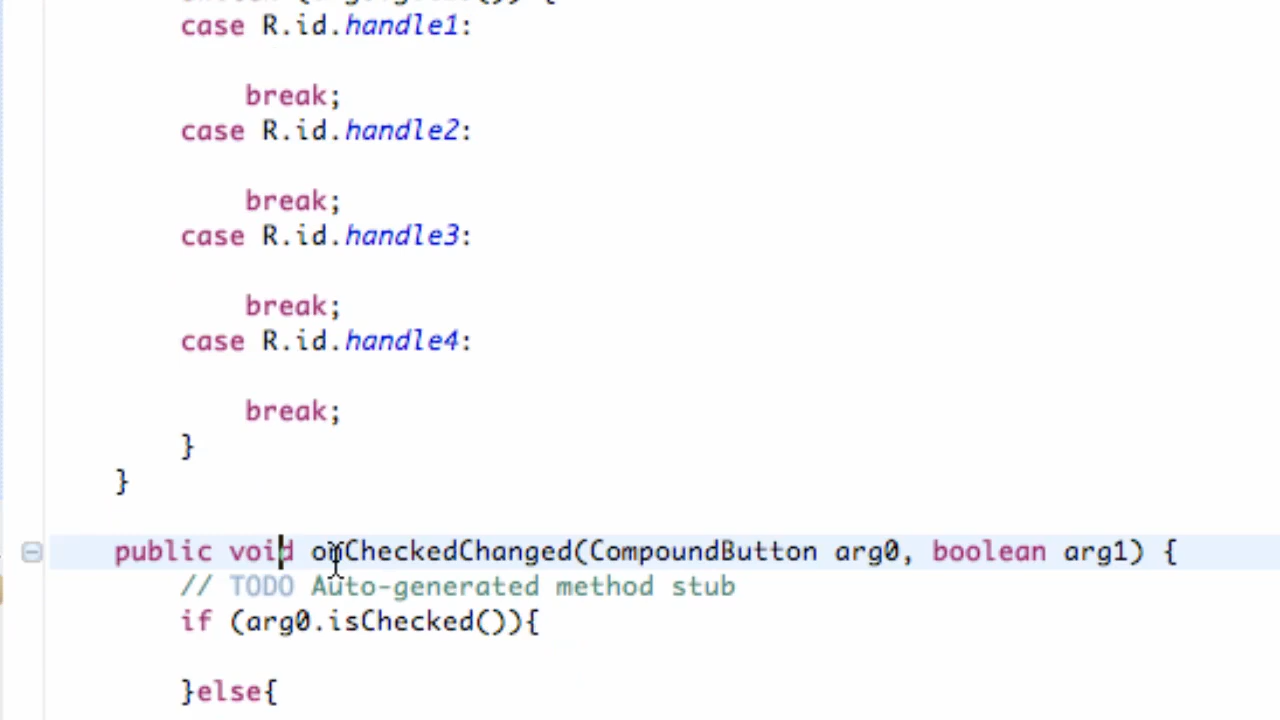 case R.id.handle1:
break;
case R.id.handle2:
break;
case R.id.handle3:
break;
case R.id.handle4:
break;
}
}
public void onCheckedChanged(CompoundButton arg0, boolean arg1) {
// TODO Auto-generated method stub
if (arg0.isChecked()){
}else{